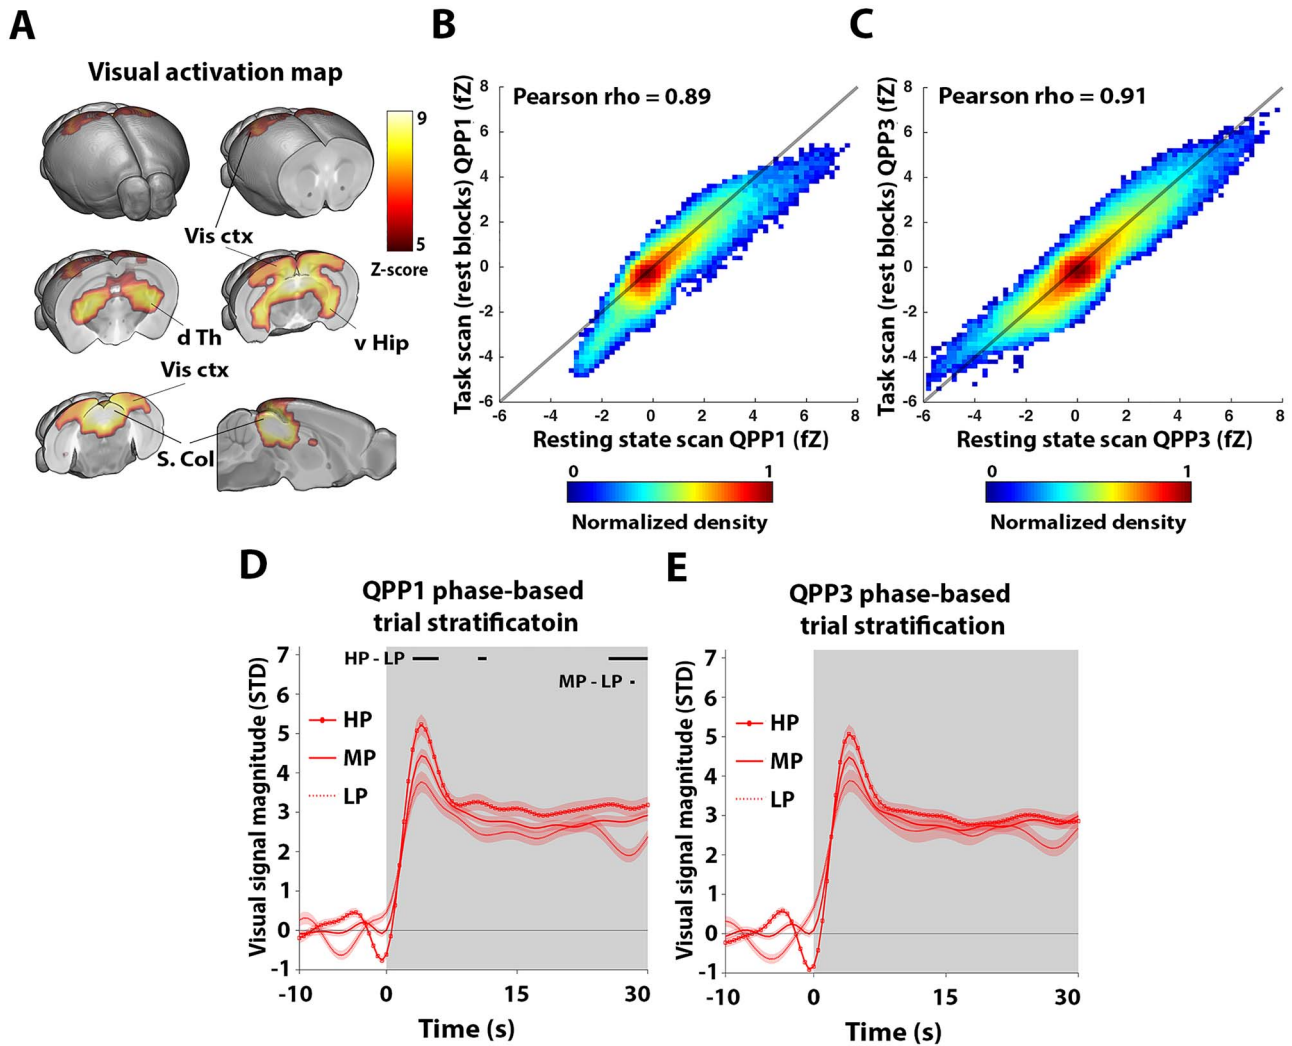 A
Visual activation map
9
5
Z-score
Vis ctx
d Th
v Hip
Vis ctx
S. Col
B
Pearson rho = 0.89
Task scan (rest blocks) QPP1 (fZ)
8
6
4
2
0
-2
-4
-6
-6 -4 -2 0 2 4 6 8
Resting state scan QPP1 (fZ)
0 1
Normalized density
C
Pearson rho = 0.91
Task scan (rest blocks) QPP3 (fZ)
8
6
4
2
0
-2
-4
-6
-6 -4 -2 0 2 4 6 8
Resting state scan QPP3 (fZ)
0 1
Normalized density
D
QPP1 phase-based
trial stratificatoin
Visual signal magnitude (STD)
7
6
5
4
3
2
1
0
-1
HP - LP
MP - LP
HP
MP
LP
-10 0 15 30
Time (s)
E
QPP3 phase-based
trial stratification
Visual signal magnitude (STD)
7
6
5
4
3
2
1
0
-1
HP
MP
LP
-10 0 15 30
Time (s)